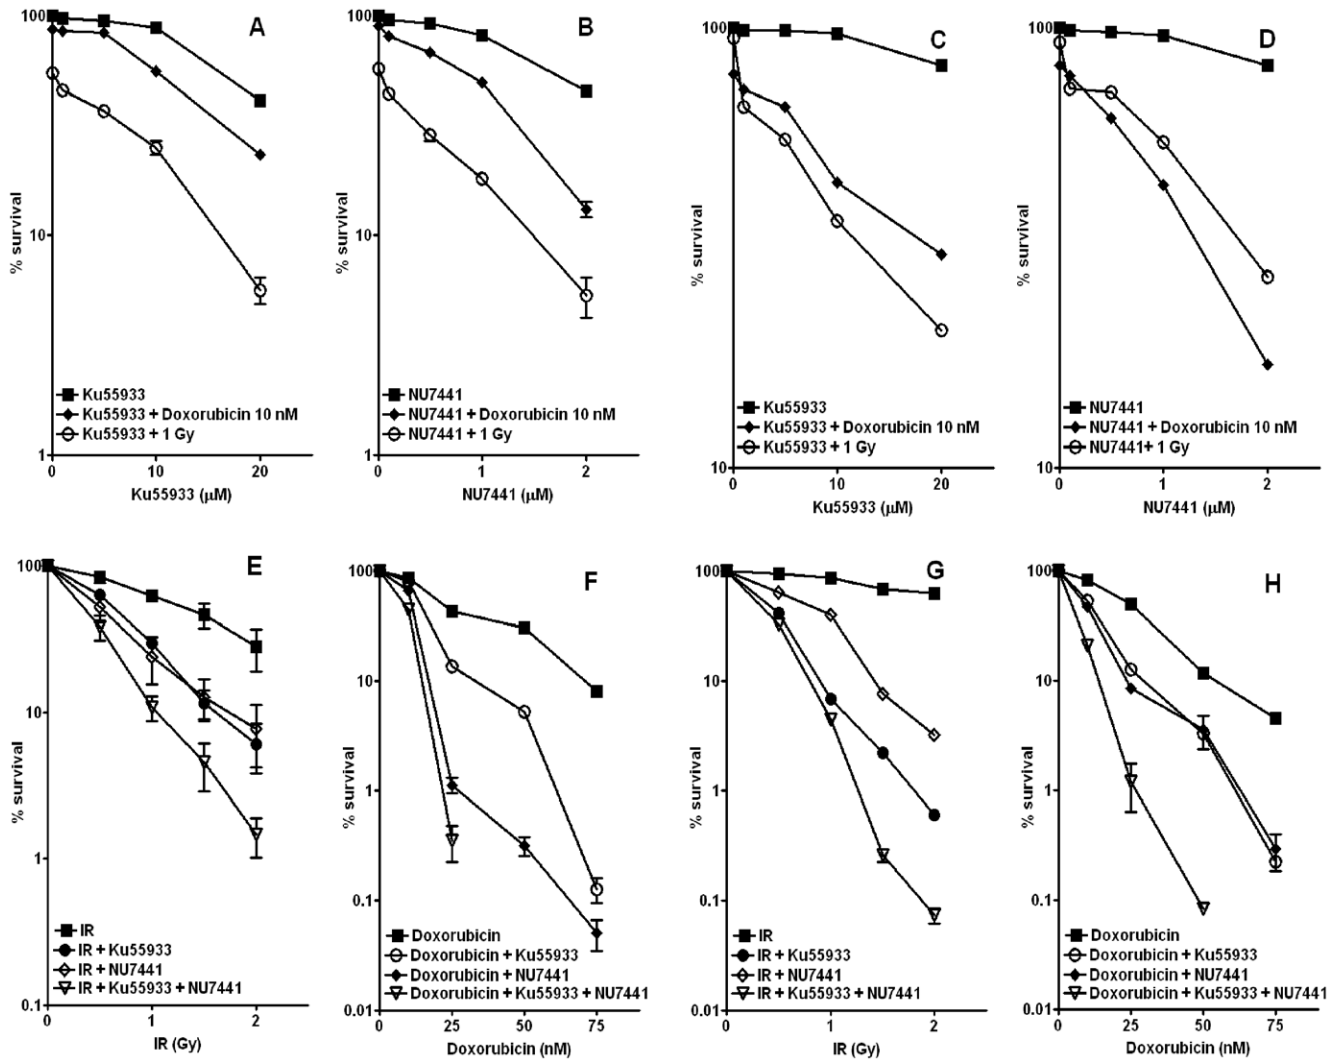 A
100
10
1
% survival
Ku55933
Ku55933 + Doxorubicin 10 nM
Ku55933 + 1 Gy
0 10 20
Ku55933 (μM)
B
100
10
1
% survival
NU7441
NU7441 + Doxorubicin 10 nM
NU7441 + 1 Gy
0 1 2
NU7441 (μM)
C
100
10
% survival
Ku55933
Ku55933 + Doxorubicin 10 nM
Ku55933 + 1 Gy
0 10 20
Ku55933 (μM)
D
100
10
% survival
NU7441
NU7441 + Doxorubicin 10 nM
NU7441+ 1 Gy
0 1 2
NU7441 (μM)
E
100
10
1
0.1
% survival
IR
IR + Ku55933
IR + NU7441
IR + Ku55933 + NU7441
0 1 2
IR (Gy)
F
100
10
1
0.1
0.01
% survival
Doxorubicin
Doxorubicin + Ku55933
Doxorubicin + NU7441
Doxorubicin + Ku55933 + NU7441
0 25 50 75
Doxorubicin (nM)
G
100
10
1
0.1
0.01
% survival
IR
IR + Ku55933
IR + NU7441
IR + Ku55933 + NU7441
0 1 2
IR (Gy)
H
100
10
1
0.1
0.01
% survival
Doxorubicin
Doxorubicin + Ku55933
Doxorubicin + NU7441
Doxorubicin + Ku55933 + NU7441
0 25 50 75
Doxorubicin (nM)